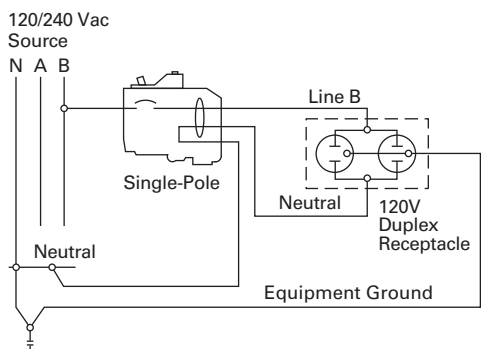 120/240 Vac
Source
N A B
Line B
Single-Pole
Neutral
120V
Duplex
Receptacle
Neutral
Equipment Ground